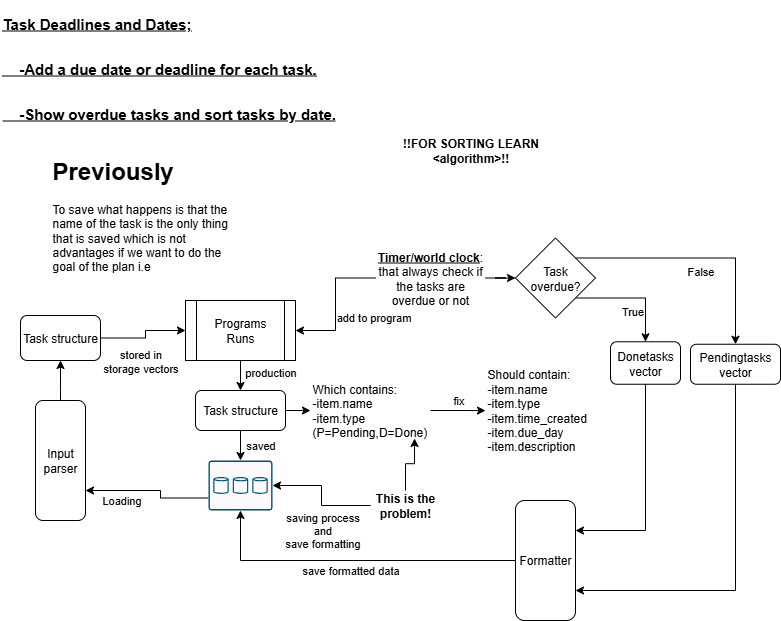 Task Deadlines and Dates;
-Add a due date or deadline for each task.
-Show overdue tasks and sort tasks by date.
!!FOR SORTING LEARN
<algorithm>!!
Previously
To save what happens is that the
name of the task is the only thing
that is saved which is not
advantages if we want to do the
goal of the plan i.e
Timer/world clock:
that always check if
the tasks are
overdue or not
Task
overdue?
False
True
add to program
Task structure
stored in
storage vectors
Programs
Runs
production
Donetasks
vector
Pendingtasks
vector
Task structure
Which contains:
-item.name
-item.type
(P=Pending,D=Done)
fix
Should contain:
-item.name
-item.type
-item.time_created
-item.due_day
-item.description
Input
parser
saved
Loading
This is the
problem!
saving process
and
save formatting
Formatter
save formatted data